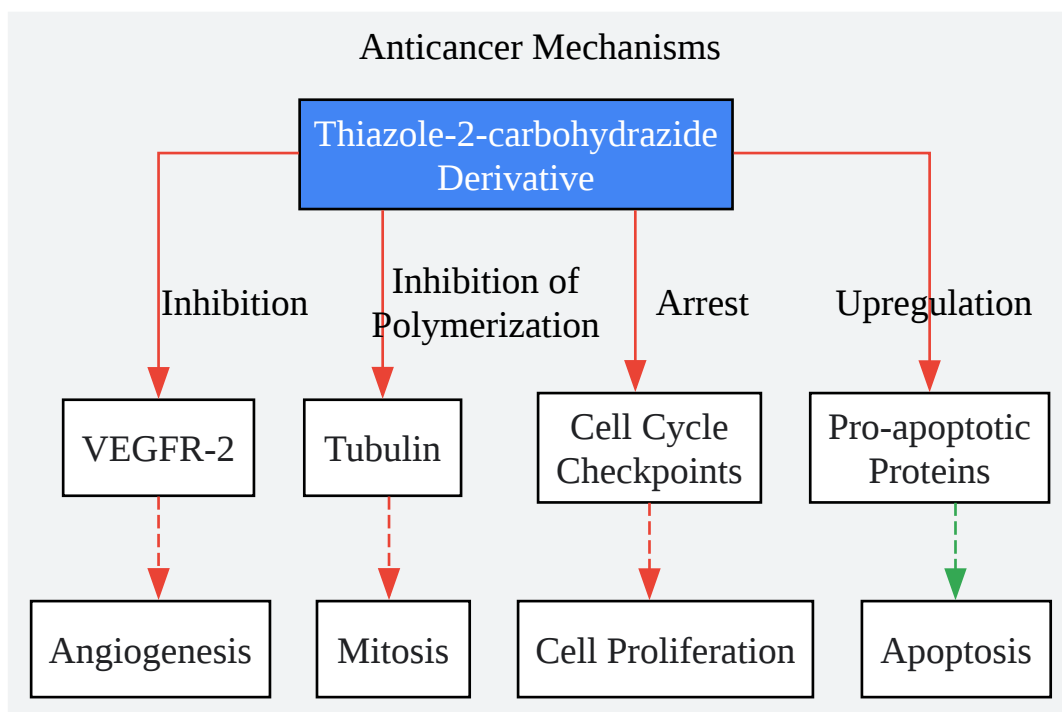 Anticancer Mechanisms
Thiazole-2-carbohydrazide
Derivative
Inhibition
Inhibition of
Polymerization
Arrest
Upregulation
VEGFR-2
Tubulin
Cell Cycle
Checkpoints
Pro-apoptotic
Proteins
Angiogenesis
Mitosis
Cell Proliferation
Apoptosis